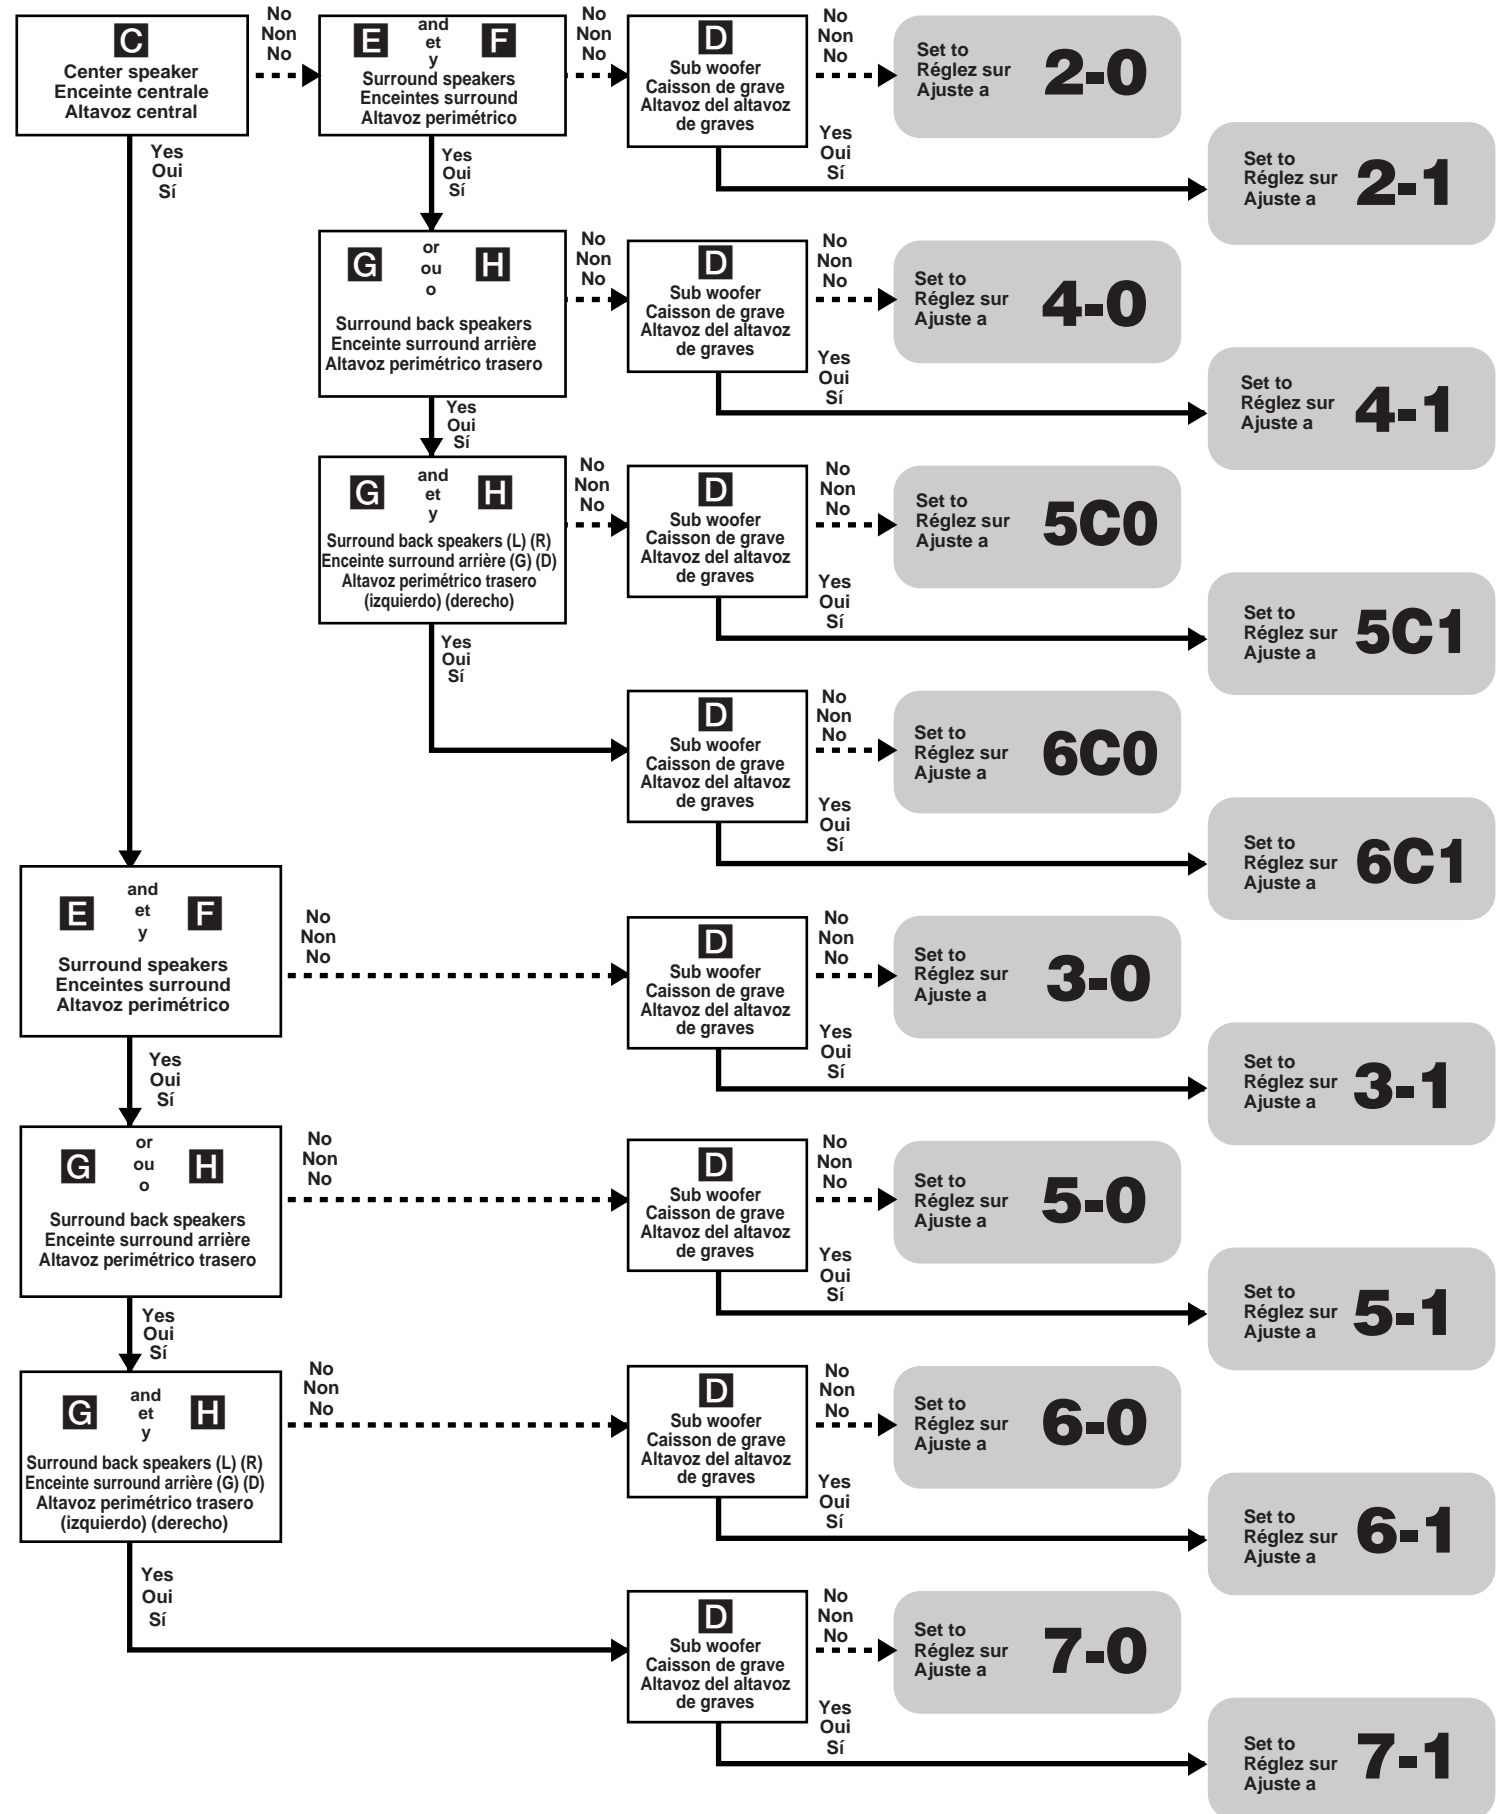 C
Center speaker
Enceinte centrale
Altavoz central
No
Non
No
E and et y F
Surround speakers
Enceintes surround
Altavoz perimétrico
No
Non
No
D
Sub woofer
Caisson de grave
Altavoz del altavoz
de graves
No
Non
No
Set to
Réglez sur
Ajuste a
2-0
Yes
Oui
Sí
Yes
Oui
Sí
Yes
Oui
Sí
Set to
Réglez sur
Ajuste a
2-1
G or ou o H
Surround back speakers
Enceinte surround arrière
Altavoz perimétrico trasero
No
Non
No
D
Sub woofer
Caisson de grave
Altavoz del altavoz
de graves
No
Non
No
Set to
Réglez sur
Ajuste a
4-0
Yes
Oui
Sí
Yes
Oui
Sí
Set to
Réglez sur
Ajuste a
4-1
G and et y H
Surround back speakers (L) (R)
Enceinte surround arrière (G) (D)
Altavoz perimétrico trasero
(izquierdo) (derecho)
No
Non
No
D
Sub woofer
Caisson de grave
Altavoz del altavoz
de graves
No
Non
No
Set to
Réglez sur
Ajuste a
5C0
Yes
Oui
Sí
Yes
Oui
Sí
Set to
Réglez sur
Ajuste a
5C1
D
Sub woofer
Caisson de grave
Altavoz del altavoz
de graves
No
Non
No
Set to
Réglez sur
Ajuste a
6C0
Yes
Oui
Sí
Set to
Réglez sur
Ajuste a
6C1
E and et y F
Surround speakers
Enceintes surround
Altavoz perimétrico
No
Non
No
D
Sub woofer
Caisson de grave
Altavoz del altavoz
de graves
No
Non
No
Set to
Réglez sur
Ajuste a
3-0
Yes
Oui
Sí
Yes
Oui
Sí
Set to
Réglez sur
Ajuste a
3-1
G or ou o H
Surround back speakers
Enceinte surround arrière
Altavoz perimétrico trasero
No
Non
No
D
Sub woofer
Caisson de grave
Altavoz del altavoz
de graves
No
Non
No
Set to
Réglez sur
Ajuste a
5-0
Yes
Oui
Sí
Yes
Oui
Sí
Set to
Réglez sur
Ajuste a
5-1
G and et y H
Surround back speakers (L) (R)
Enceinte surround arrière (G) (D)
Altavoz perimétrico trasero
(izquierdo) (derecho)
No
Non
No
D
Sub woofer
Caisson de grave
Altavoz del altavoz
de graves
No
Non
No
Set to
Réglez sur
Ajuste a
6-0
Yes
Oui
Sí
Yes
Oui
Sí
Set to
Réglez sur
Ajuste a
6-1
D
Sub woofer
Caisson de grave
Altavoz del altavoz
de graves
No
Non
No
Set to
Réglez sur
Ajuste a
7-0
Yes
Oui
Sí
Set to
Réglez sur
Ajuste a
7-1